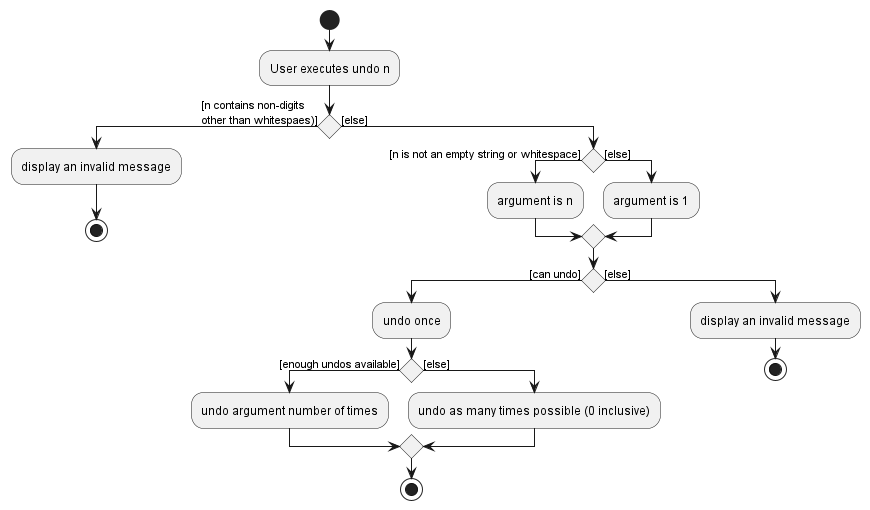 User executes undo n
[n contains non-digits
other than whitespaes)]
[else]
display an invalid message
[n is not an empty string or whitespace]
[else]
argument is n
argument is 1
[can undo]
[else]
undo once
display an invalid message
[enough undos available]
[else]
undo argument number of times
undo as many times possible (0 inclusive)